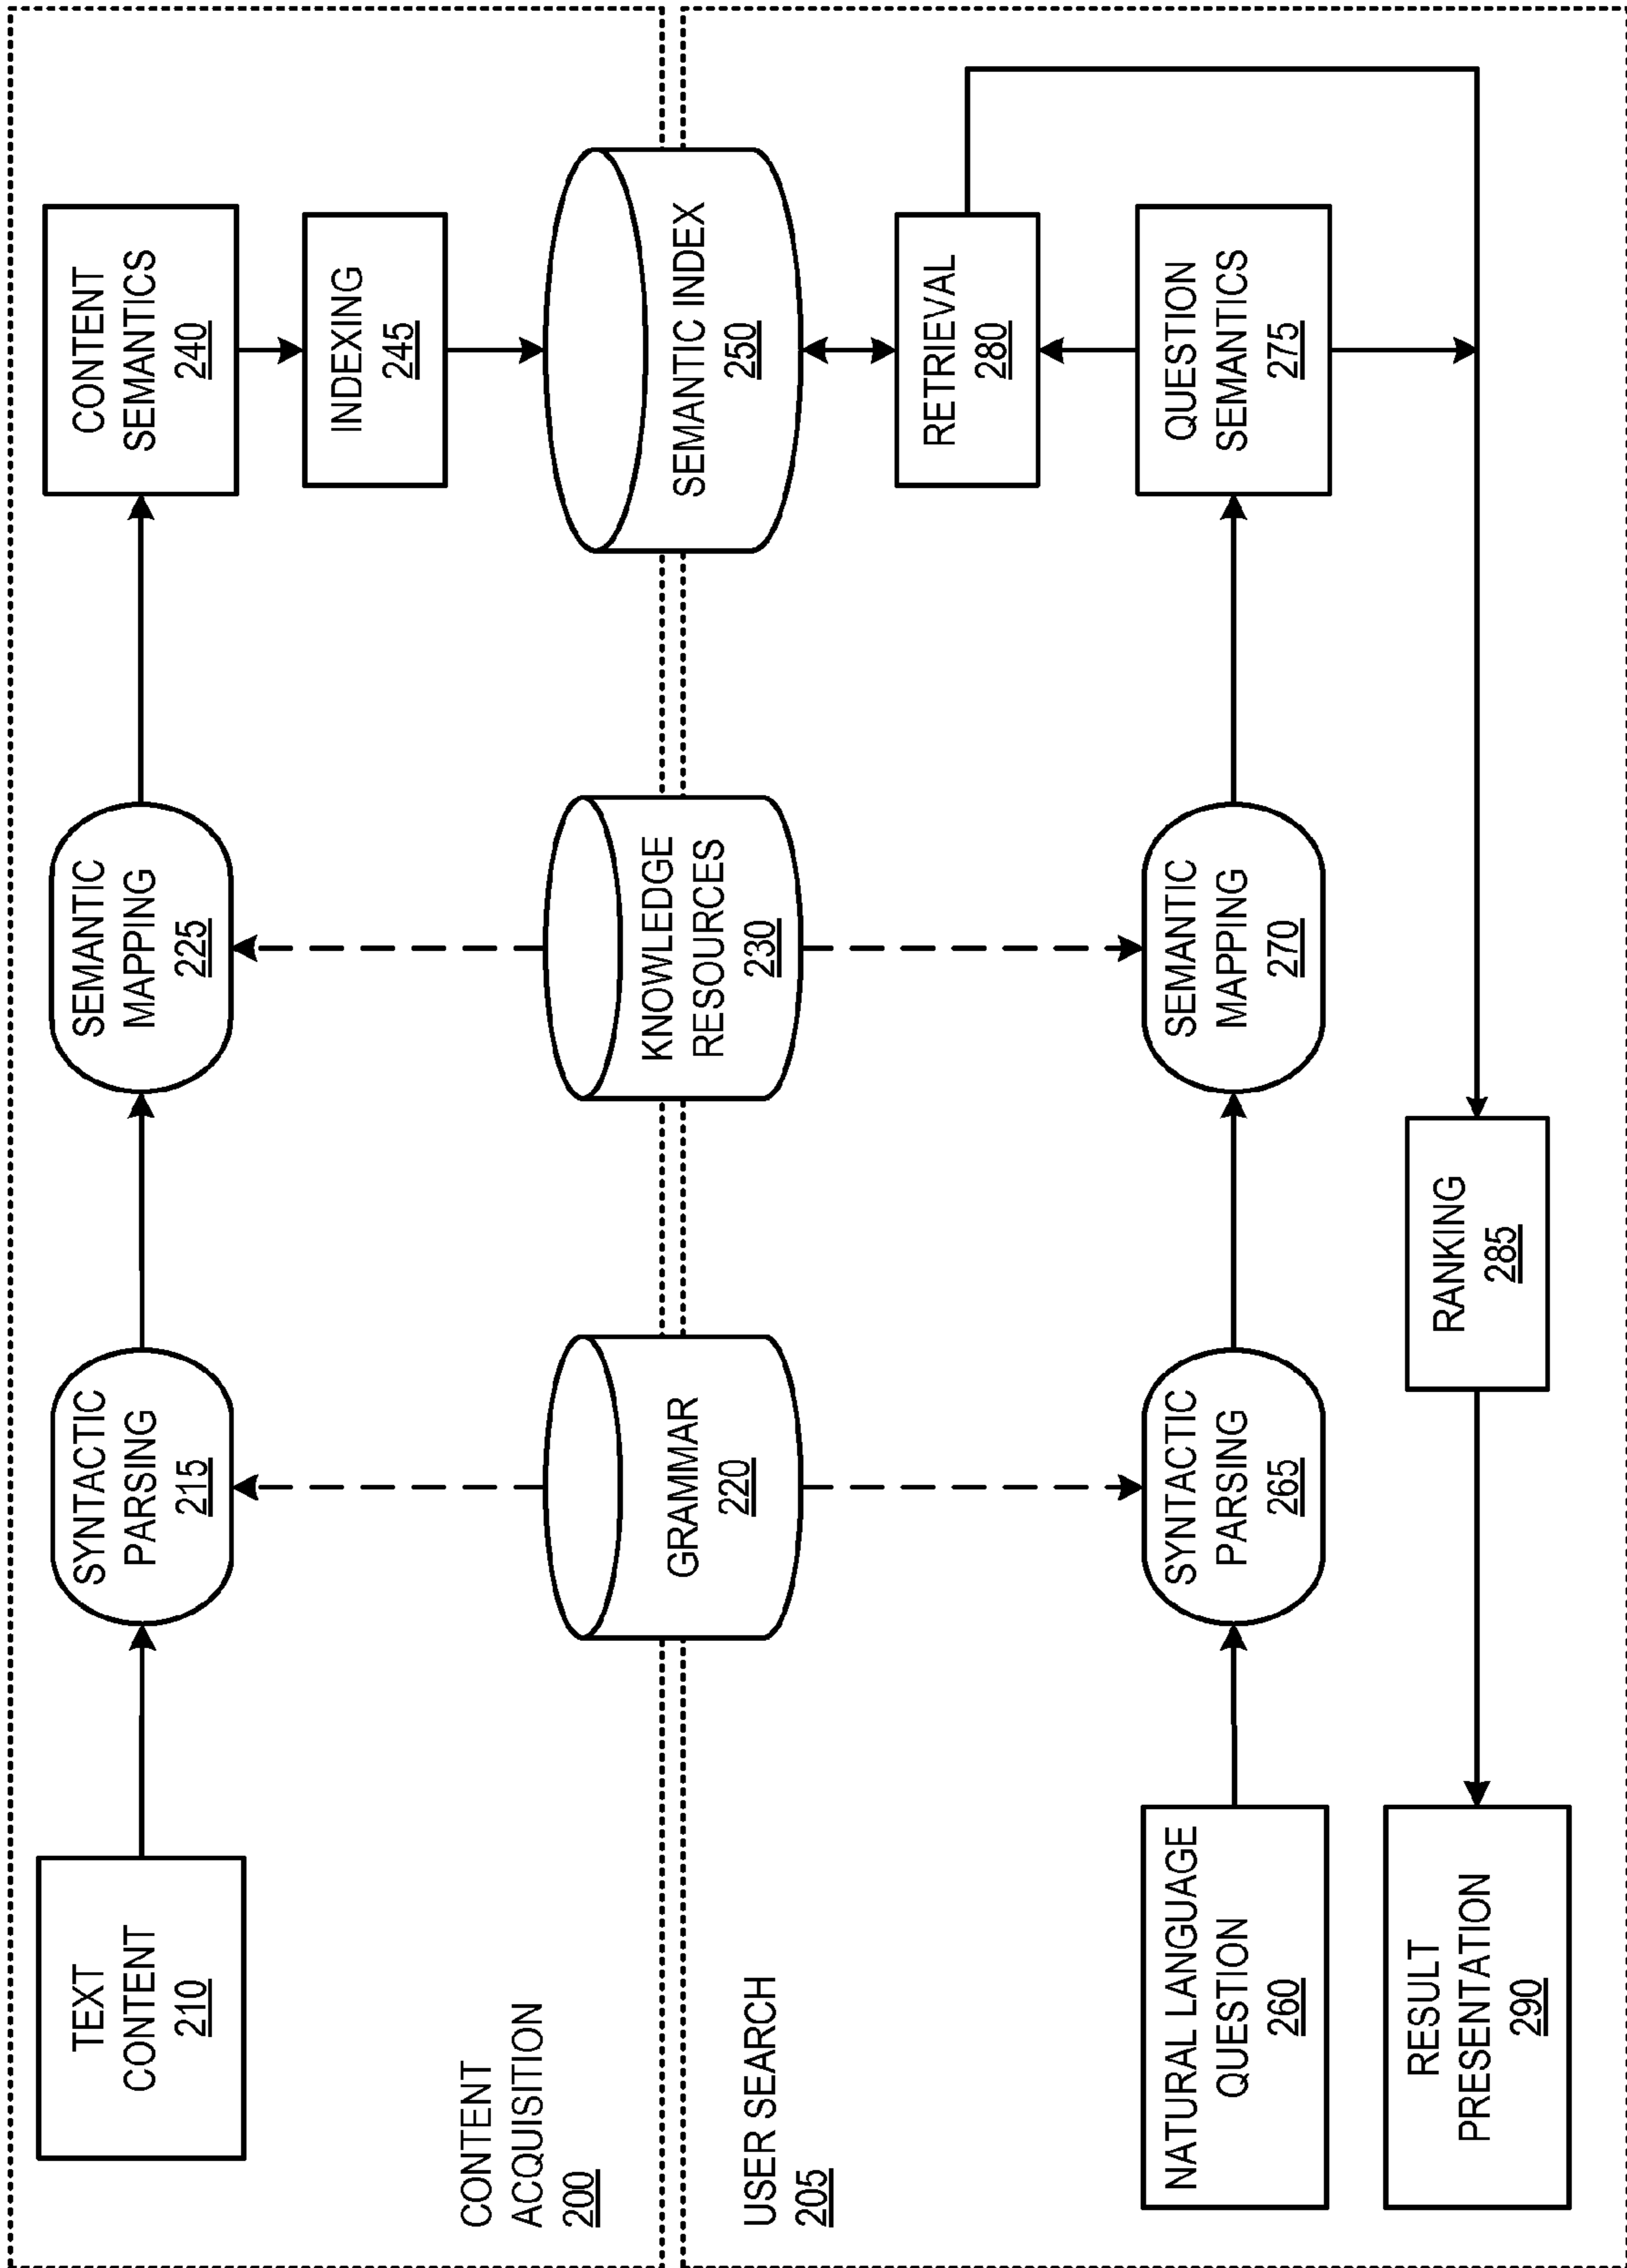 TEXT
CONTENT
210
SYNTACTIC
PARSING
215
SEMANTIC
MAPPING
225
CONTENT
SEMANTICS
240
INDEXING
245
CONTENT
ACQUISITION
200
GRAMMAR
220
KNOWLEDGE
RESOURCES
230
SEMANTIC INDEX
250
USER SEARCH
205
RETRIEVAL
280
NATURAL LANGUAGE
QUESTION
260
SYNTACTIC
PARSING
265
SEMANTIC
MAPPING
270
QUESTION
SEMANTICS
275
RESULT
PRESENTATION
290
RANKING
285